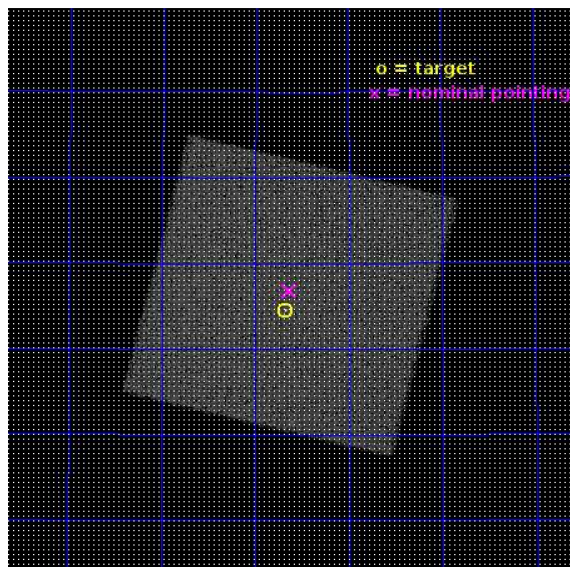 o = target
x = nominal pointing